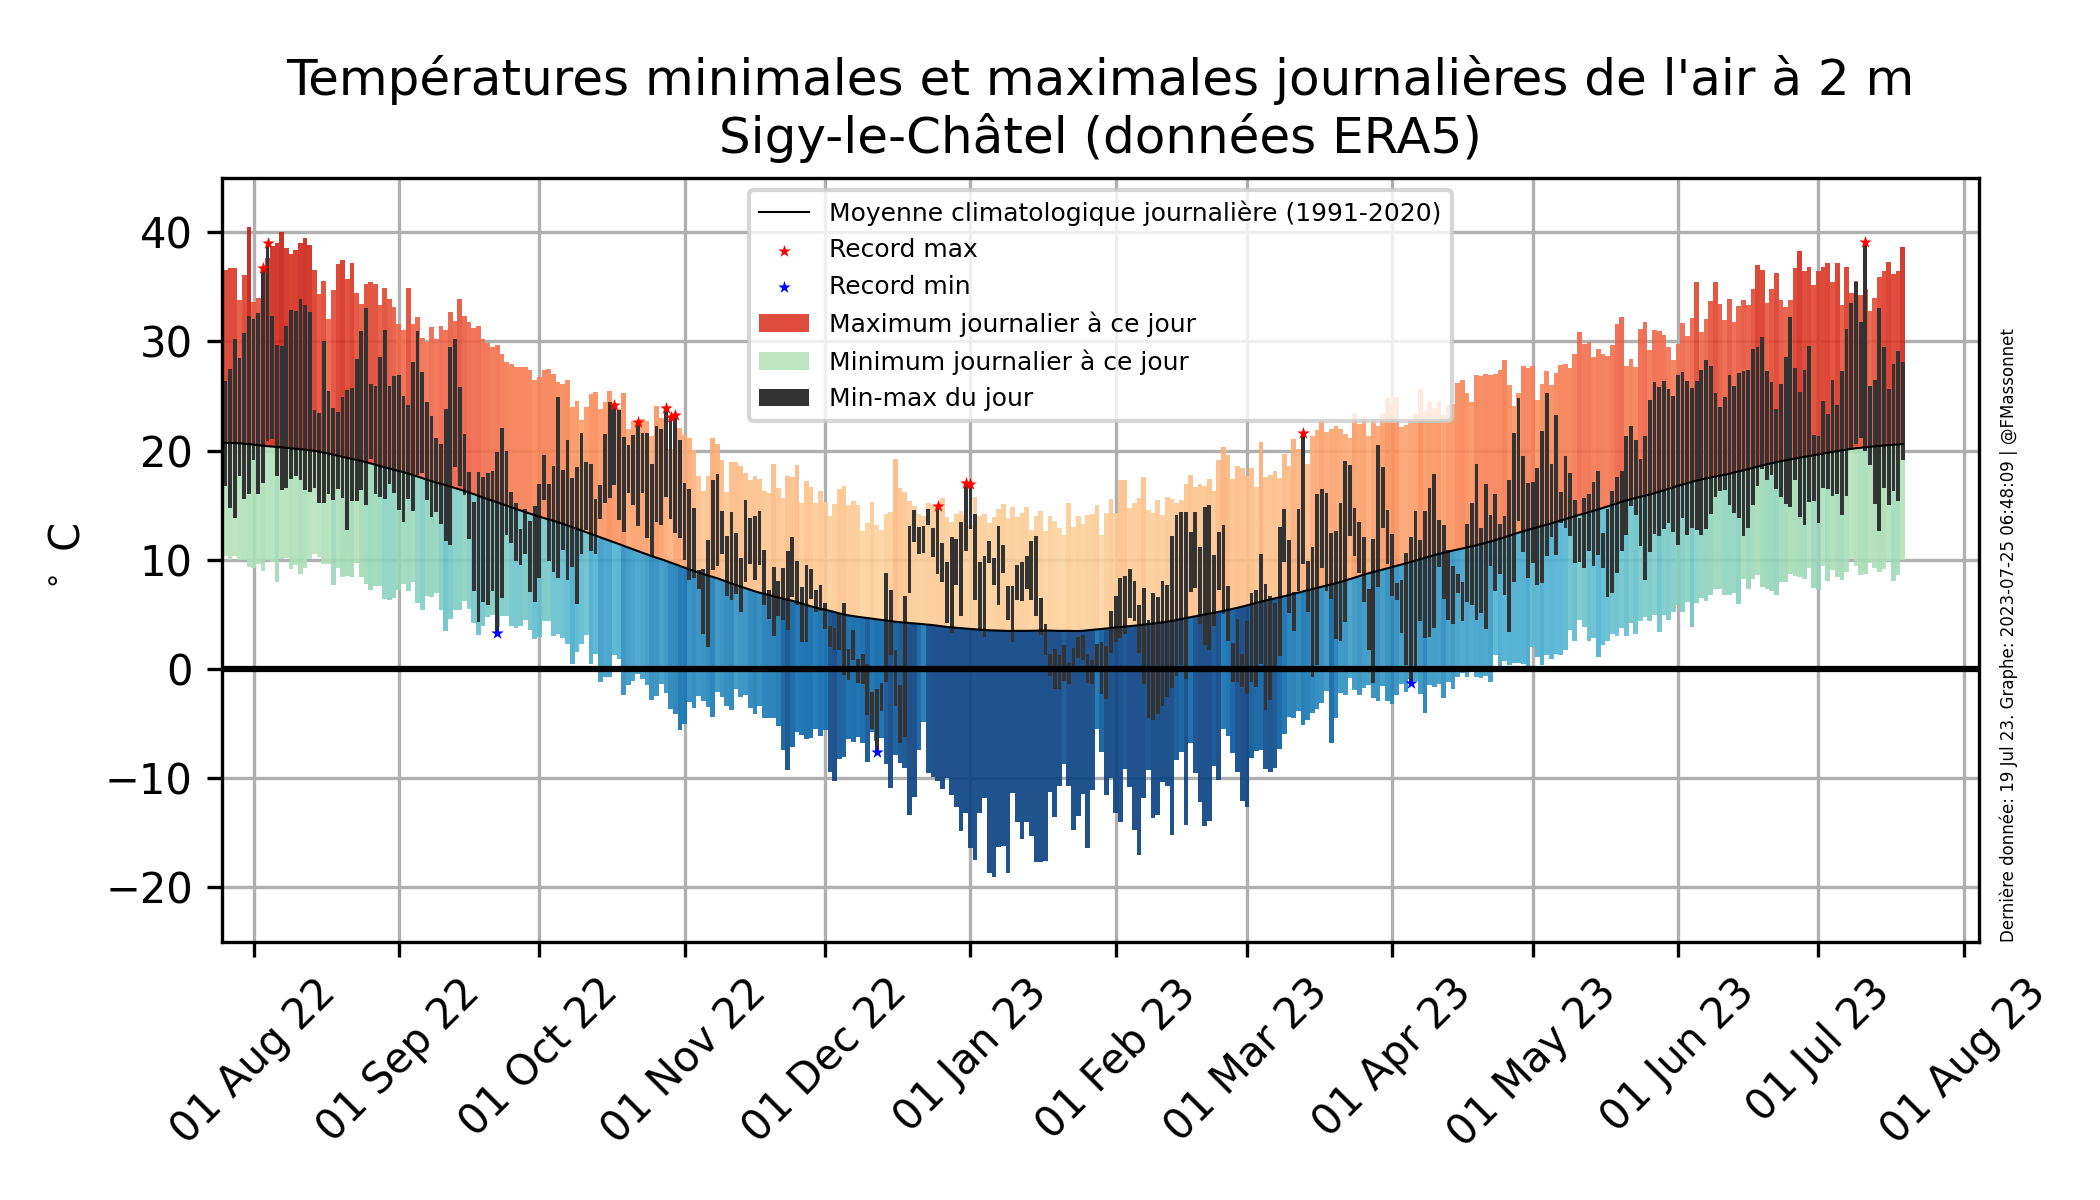 Températures minimales et maximales journalières de l'air à 2 m
Sigy-le-Châtel (données ERA5)
Moyenne climatologique journalière (1991-2020)
Record max
Record min
Maximum journalier à ce jour
Minimum journalier à ce jour
Min-max du jour
° C
40
30
20
10
0
−10
−20
01 Aug 22
01 Sep 22
01 Oct 22
01 Nov 22
01 Dec 22
01 Jan 23
01 Feb 23
01 Mar 23
01 Apr 23
01 May 23
01 Jun 23
01 Jul 23
01 Aug 23
Dernière donnée: 19 Jul 23. Graphe: 2023-07-25 06:48:09 | @FMassonnet